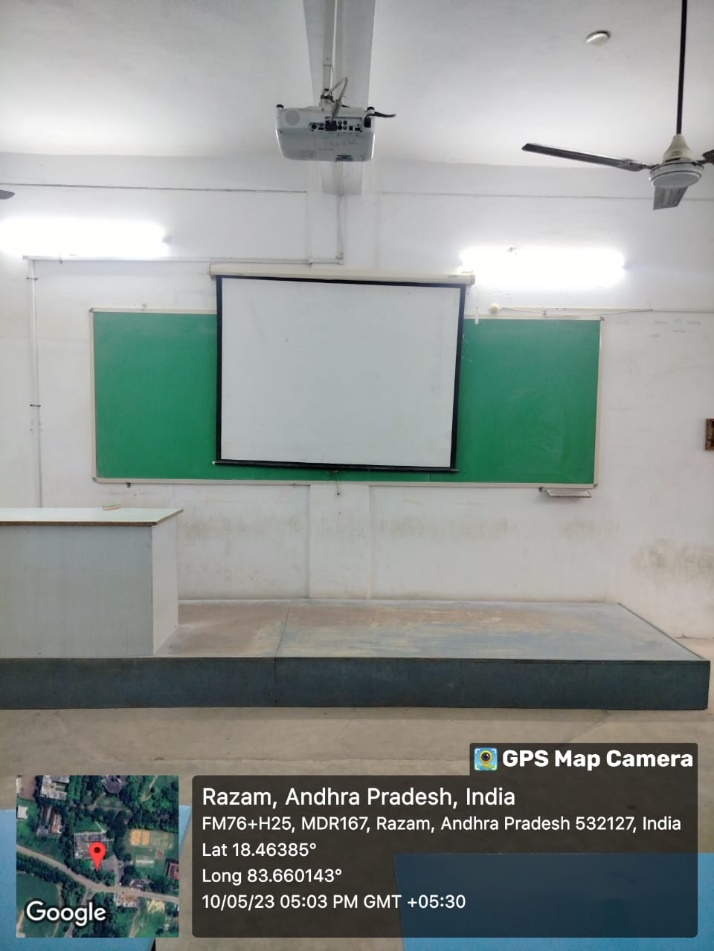 GPS Map Camera
Razam, Andhra Pradesh, India
FM76+H25, MDR167, Razam, Andhra Pradesh 532127, India
Lat 18.46385°
Long 83.660143°
10/05/23 05:03 PM GMT +05:30
Google